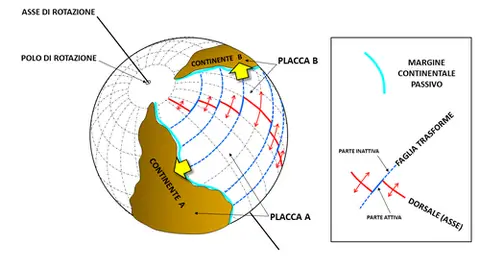 ASSE DI ROTAZIONE
POLO DI ROTAZIONE
CONTINENTE B
PLACCA B
CONTINENTE A
PLACCA A
MARGINE
CONTINENTALE
PASSIVO
PARTE INATTIVA
FAGLIA TRASFORME
PARTE ATTIVA
DORSALE (ASSE)